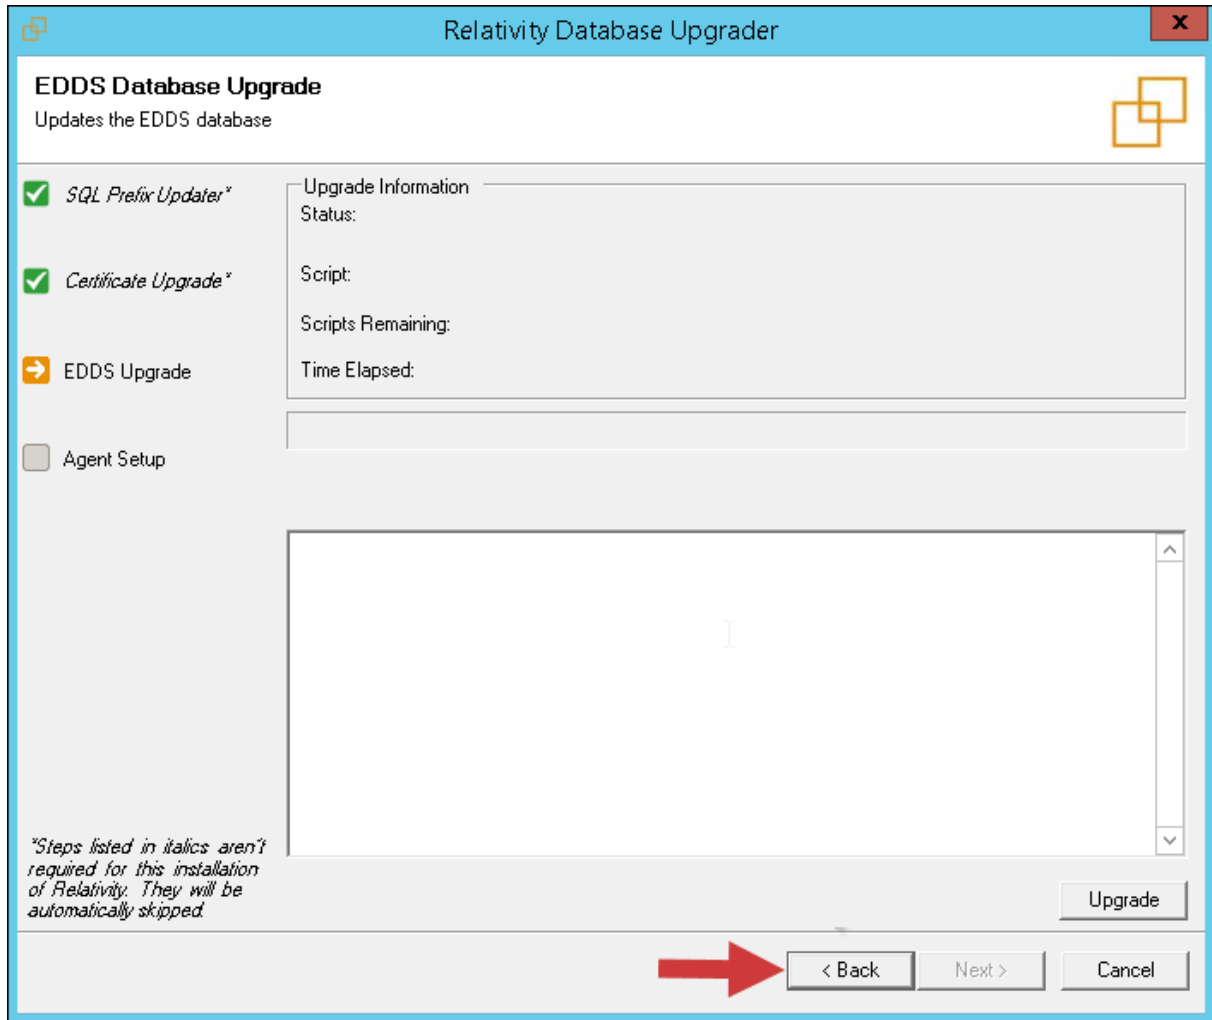 Relativity Database Upgrader
x
EDDS Database Upgrade
Updates the EDDS database
SQL Prefix Updater*
Certificate Upgrade*
EDDS Upgrade
Agent Setup
Upgrade Information
Status:
Script:
Scripts Remaining:
Time Elapsed:
*Steps listed in italics aren't
required for this installation
of Relativity. They will be
automatically skipped.
Upgrade
< Back
Next >
Cancel